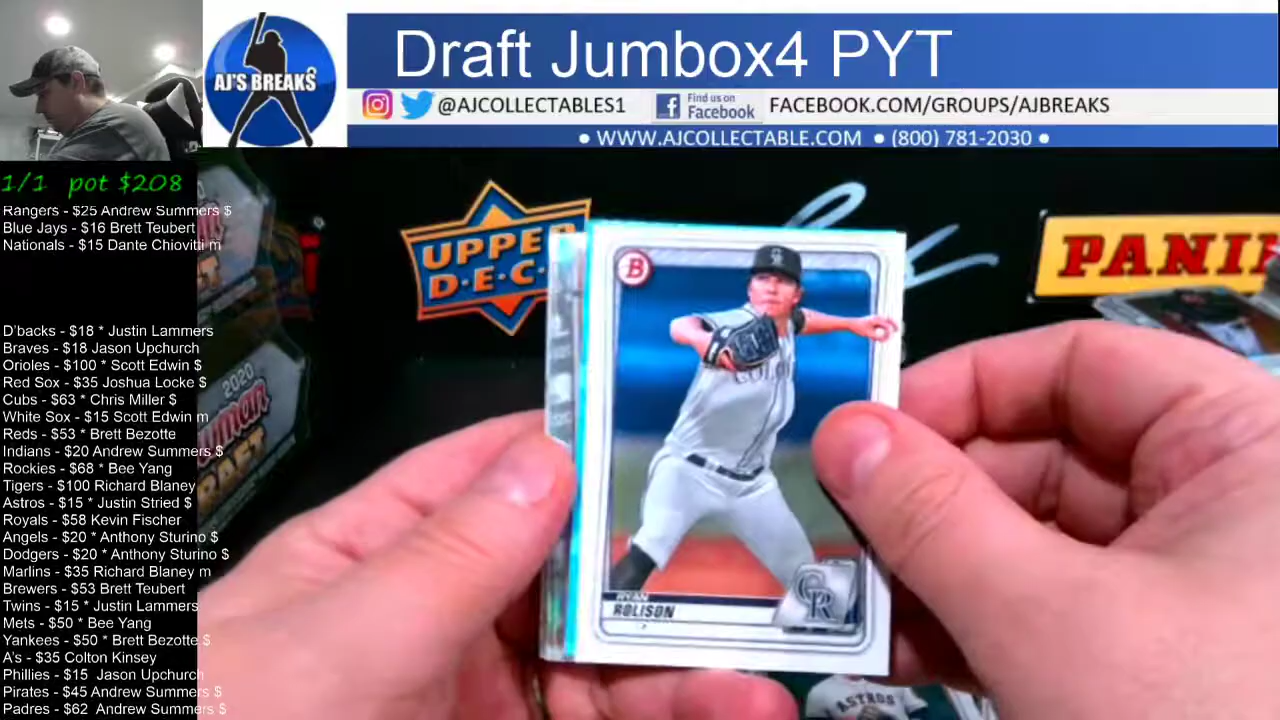 AJ'S BREAKS
Draft Jumbox4 PYT
@AJCOLLECTABLES1
Find us on
Facebook
FACEBOOK.COM/GROUPS/AJBREAKS
● WWW.AJCOLLECTABLE.COM ● (800) 781-2030 ●
1/1 pot $208
Rangers - $25 Andrew Summers $
Blue Jays - $16 Brett Teubert
Nationals - $15 Dante Chiovitti m
D'backs - $18 * Justin Lammers
Braves - $18 Jason Upchurch
Orioles - $100 * Scott Edwin $
Red Sox - $35 Joshua Locke $
Cubs - $63 * Chris Miller $
White Sox - $15 Scott Edwin m
Reds - $53 * Brett Bezotte
Indians - $20 Andrew Summers $
Rockies - $68 * Bee Yang
Tigers - $100 Richard Blaney
Astros - $15 * Justin Stried $
Royals - $58 Kevin Fischer
Angels - $20 * Anthony Sturino $
Dodgers - $20 * Anthony Sturino $
Marlins - $35 Richard Blaney m
Brewers - $53 Brett Teubert
Twins - $15 * Justin Lammers
Mets - $50 * Bee Yang
Yankees - $50 * Brett Bezotte $
A's - $35 Colton Kinsey
Phillies - $15 Jason Upchurch
Pirates - $45 Andrew Summers $
Padres - $62 Andrew Summers $
UPPER
D·E·C
PANINI
2020
B
CR
RYAN
ROLISON
CR
ASTROS